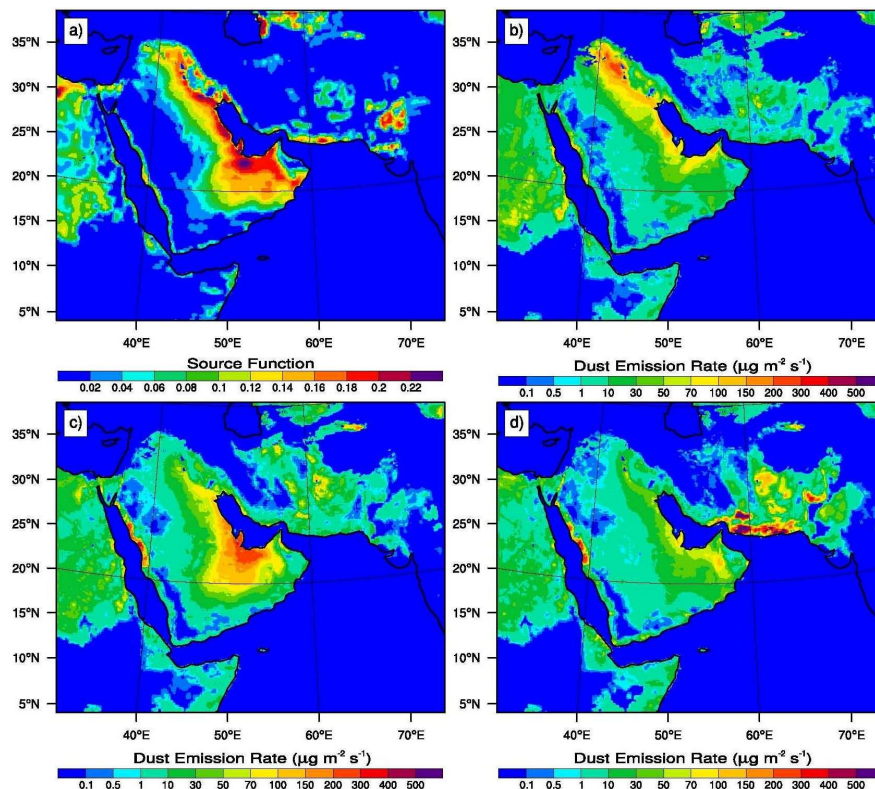 a)
35°N
30°N
25°N
20°N
15°N
10°N
5°N
40°E 50°E 60°E 70°E
Source Function
0.02 0.04 0.06 0.08 0.1 0.12 0.14 0.16 0.18 0.2 0.22
b)
35°N
30°N
25°N
20°N
15°N
10°N
5°N
40°E 50°E 60°E 70°E
Dust Emission Rate (µg m⁻² s⁻¹)
0.1 0.5 1 10 30 50 70 100 150 200 300 400 500
c)
35°N
30°N
25°N
20°N
15°N
10°N
5°N
40°E 50°E 60°E 70°E
Dust Emission Rate (µg m⁻² s⁻¹)
0.1 0.5 1 10 30 50 70 100 150 200 300 400 500
d)
35°N
30°N
25°N
20°N
15°N
10°N
5°N
40°E 50°E 60°E 70°E
Dust Emission Rate (µg m⁻² s⁻¹)
0.1 0.5 1 10 30 50 70 100 150 200 300 400 500